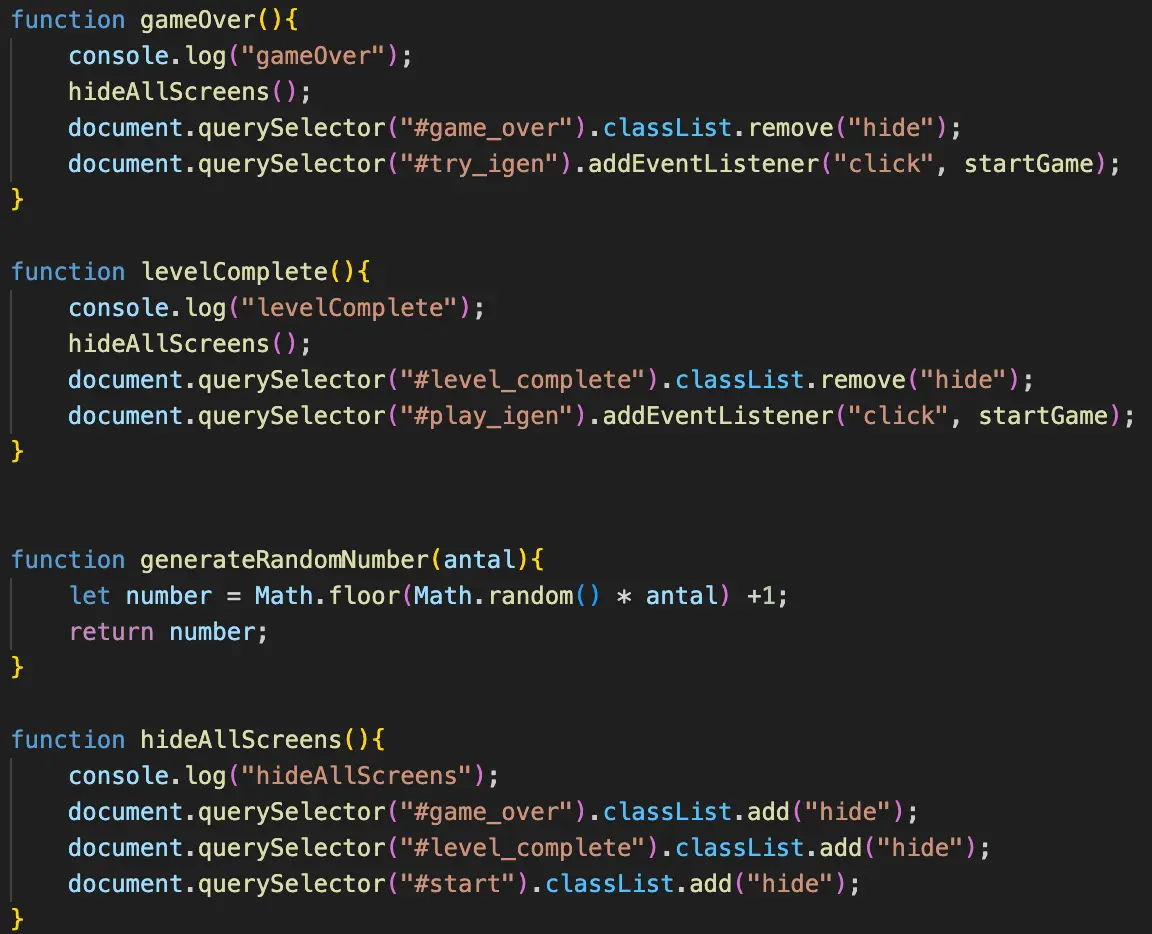 function gameOver(){
    console.log("gameOver");
    hideAllScreens();
    document.querySelector("#game_over").classList.remove("hide");
    document.querySelector("#try_igen").addEventListener("click", startGame);
}

function levelComplete(){
    console.log("levelComplete");
    hideAllScreens();
    document.querySelector("#level_complete").classList.remove("hide");
    document.querySelector("#play_igen").addEventListener("click", startGame);
}


function generateRandomNumber(antal){
    let number = Math.floor(Math.random() * antal) +1;
    return number;
}

function hideAllScreens(){
    console.log("hideAllScreens");
    document.querySelector("#game_over").classList.add("hide");
    document.querySelector("#level_complete").classList.add("hide");
    document.querySelector("#start").classList.add("hide");
}